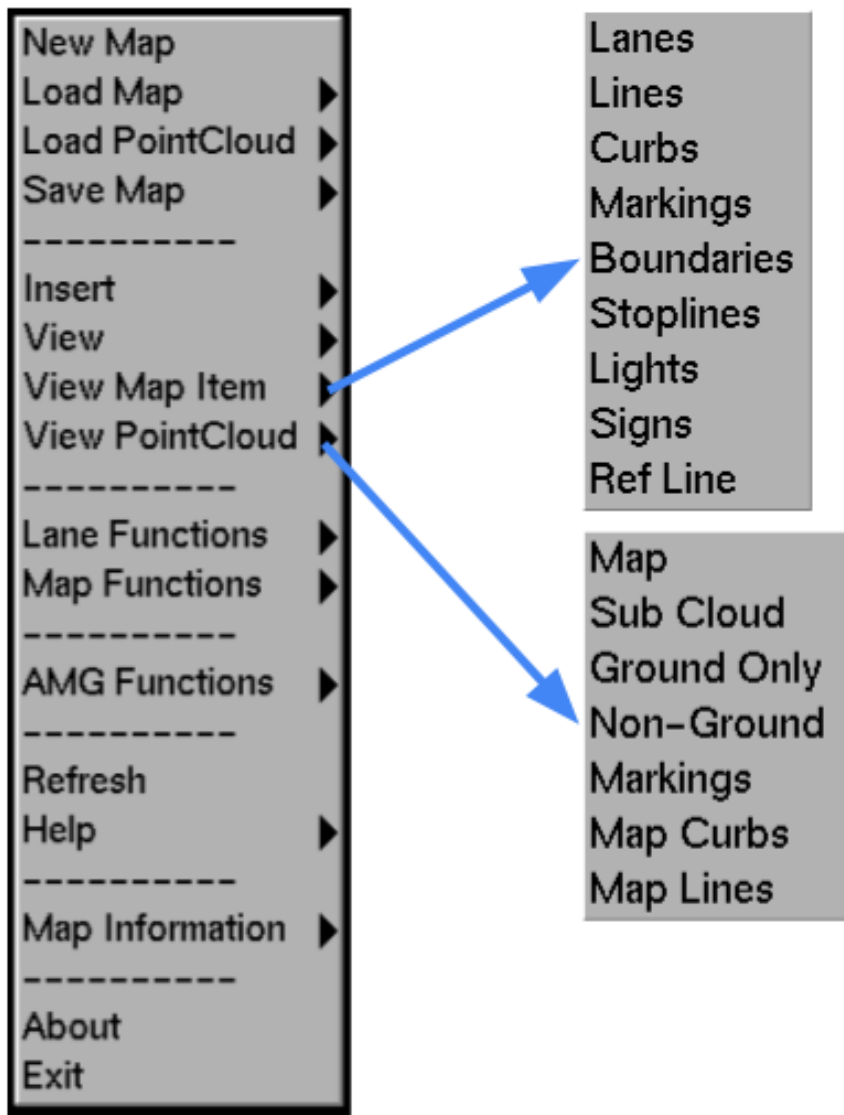 New Map
Load Map
Load PointCloud
Save Map
----------
Insert
View
View Map Item
View PointCloud
----------
Lane Functions
Map Functions
----------
AMG Functions
----------
Refresh
Help
----------
Map Information
----------
About
Exit
Lanes
Lines
Curbs
Markings
Boundaries
Stoplines
Lights
Signs
Ref Line
Map
Sub Cloud
Ground Only
Non-Ground
Markings
Map Curbs
Map Lines